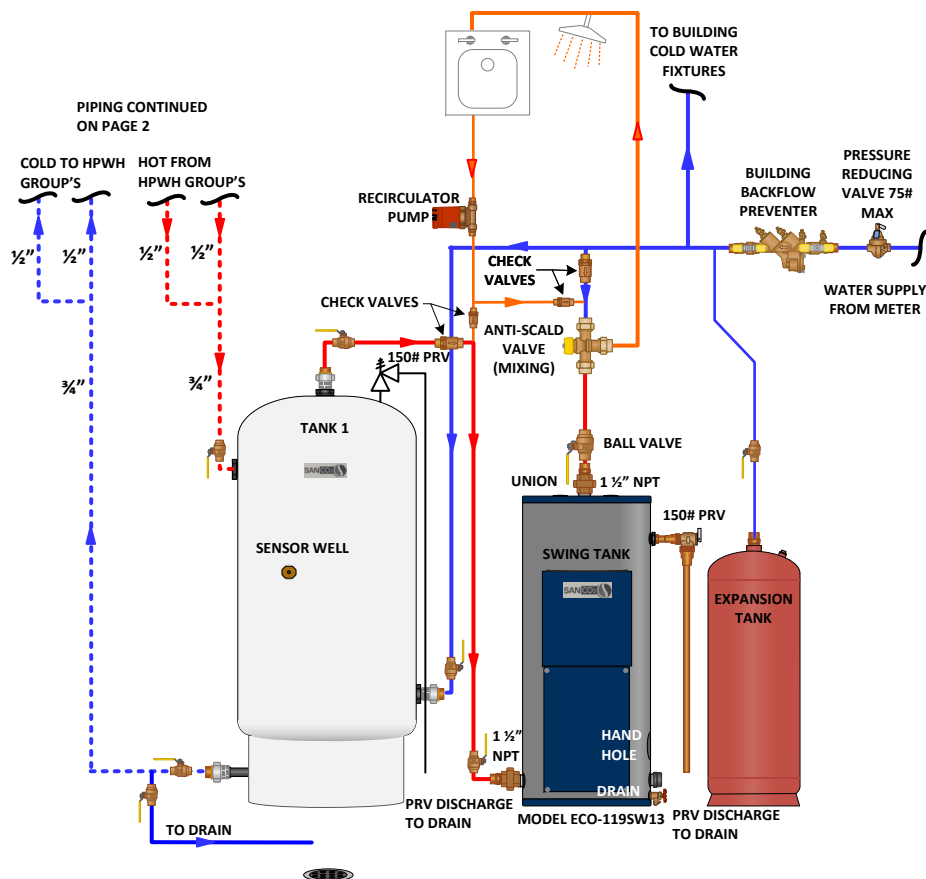 TO BUILDING
COLD WATER
FIXTURES
PIPING CONTINUED
ON PAGE 2
COLD TO HPWH
GROUP'S
HOT FROM
HPWH GROUP'S
RECIRCULATOR
PUMP
BUILDING
BACKFLOW
PREVENTER
PRESSURE
REDUCING
VALVE 75#
MAX
½"
½"
½"
½"
CHECK
VALVES
WATER SUPPLY
FROM METER
CHECK VALVES
ANTI-SCALD
VALVE
(MIXING)
150# PRV
¾"
¾"
TANK 1
BALL VALVE
SANCO2
UNION
1 ½" NPT
150# PRV
SENSOR WELL
SWING TANK
SANCO2
EXPANSION
TANK
1 ½"
NPT
HAND
HOLE
DRAIN
PRV DISCHARGE
TO DRAIN
MODEL ECO-119SW13
PRV DISCHARGE
TO DRAIN
TO DRAIN